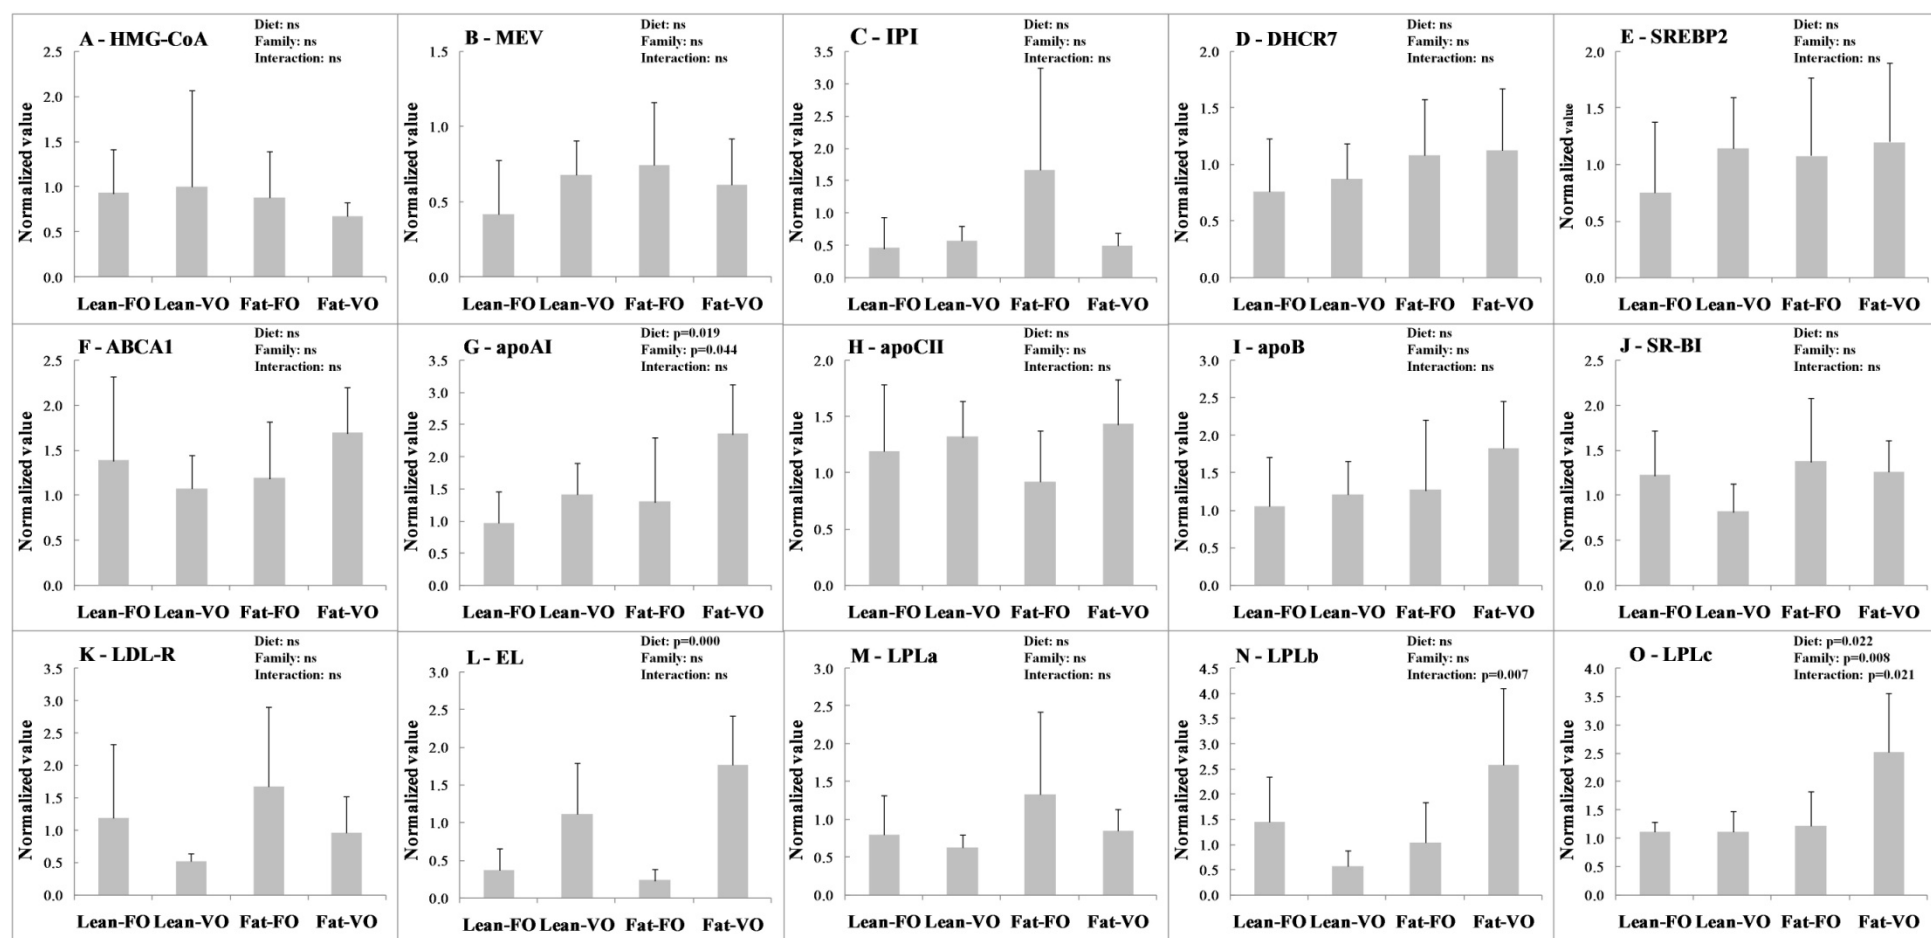 A - HMG-CoA
Diet: ns
Family: ns
Interaction: ns
Normalized value
2.5
2.0
1.5
1.0
0.5
0.0
Lean-FO Lean-VO Fat-FO Fat-VO
B - MEV
Diet: ns
Family: ns
Interaction: ns
Normalized value
1.5
1.0
0.5
0.0
Lean-FO Lean-VO Fat-FO Fat-VO
C - IPI
Diet: ns
Family: ns
Interaction: ns
Normalized value
3.5
3.0
2.5
2.0
1.5
1.0
0.5
0.0
Lean-FO Lean-VO Fat-FO Fat-VO
D - DHCR7
Diet: ns
Family: ns
Interaction: ns
Normalized value
2.0
1.5
1.0
0.5
0.0
Lean-FO Lean-VO Fat-FO Fat-VO
E - SREBP2
Diet: ns
Family: ns
Interaction: ns
Normalized value
2.0
1.5
1.0
0.5
0.0
Lean-FO Lean-VO Fat-FO Fat-VO
F - ABCA1
Diet: ns
Family: ns
Interaction: ns
Normalized value
2.5
2.0
1.5
1.0
0.5
0.0
Lean-FO Lean-VO Fat-FO Fat-VO
G - apoAI
Diet: p=0.019
Family: p=0.044
Interaction: ns
Normalized value
3.5
3.0
2.5
2.0
1.5
1.0
0.5
0.0
Lean-FO Lean-VO Fat-FO Fat-VO
H - apoCII
Diet: ns
Family: ns
Interaction: ns
Normalized value
2.0
1.5
1.0
0.5
0.0
Lean-FO Lean-VO Fat-FO Fat-VO
I - apoB
Diet: ns
Family: ns
Interaction: ns
Normalized value
3.0
2.5
2.0
1.5
1.0
0.5
0.0
Lean-FO Lean-VO Fat-FO Fat-VO
J - SR-BI
Diet: ns
Family: ns
Interaction: ns
Normalized value
2.5
2.0
1.5
1.0
0.5
0.0
Lean-FO Lean-VO Fat-FO Fat-VO
K - LDL-R
Diet: ns
Family: ns
Interaction: ns
Normalized value
3.5
3.0
2.5
2.0
1.5
1.0
0.5
0.0
Lean-FO Lean-VO Fat-FO Fat-VO
L - EL
Diet: p=0.000
Family: ns
Interaction: ns
Normalized value
3.0
2.5
2.0
1.5
1.0
0.5
0.0
Lean-FO Lean-VO Fat-FO Fat-VO
M - LPLa
Diet: ns
Family: ns
Interaction: ns
Normalized value
3.0
2.5
2.0
1.5
1.0
0.5
0.0
Lean-FO Lean-VO Fat-FO Fat-VO
N - LPLb
Diet: ns
Family: ns
Interaction: p=0.007
Normalized value
4.5
4.0
3.5
3.0
2.5
2.0
1.5
1.0
0.5
0.0
Lean-FO Lean-VO Fat-FO Fat-VO
O - LPLc
Diet: p=0.022
Family: p=0.008
Interaction: p=0.021
Normalized value
4.0
3.5
3.0
2.5
2.0
1.5
1.0
0.5
0.0
Lean-FO Lean-VO Fat-FO Fat-VO